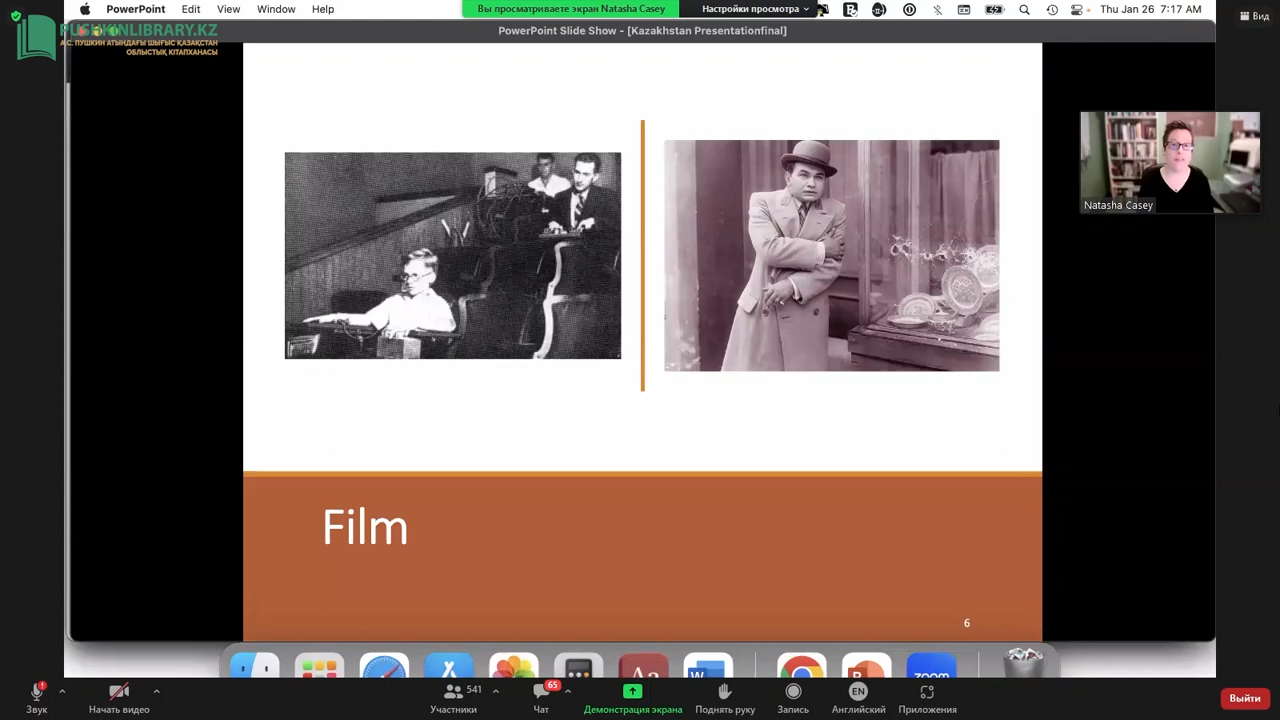 PowerPoint Edit View Window Help
Вы просматриваете экран Natasha Casey
Настройки просмотра
Thu Jan 26 7:17 AM
Вид
PUSHKINLIBRARY.KZ
А.С. ПУШКИН АТЫНДАҒЫ ШЫҒЫС ҚАЗАҚСТАН
ОБЛЫСТЫҚ КІТАПХАНАСЫ
PowerPoint Slide Show - [Kazakhstan Presentationfinal]
Natasha Casey
Film
6
Aa
W
P
zoom
541
65
EN
Звук
Начать видео
Участники
Чат
Демонстрация экрана
Поднять руку
Запись
Английский
Приложения
Выйти